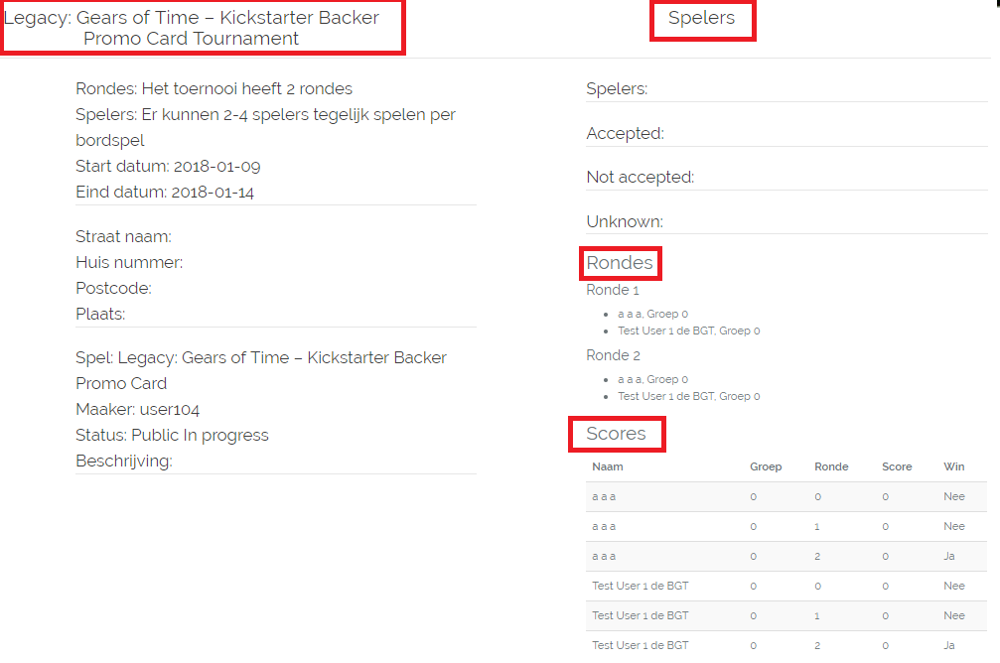 Legacy: Gears of Time – Kickstarter Backer
Promo Card Tournament
Rondes: Het toernooi heeft 2 rondes
Spelers: Er kunnen 2-4 spelers tegelijk spelen per
bordspel
Start datum: 2018-01-09
Eind datum: 2018-01-14
Straat naam:
Huis nummer:
Postcode:
Plaats:
Spel: Legacy: Gears of Time – Kickstarter Backer
Promo Card
Maaker: user104
Status: Public In progress
Beschrijving:
Spelers
Spelers:
Accepted:
Not accepted:
Unknown:
Rondes
Ronde 1
a a a, Groep 0
Test User 1 de BGT, Groep 0
Ronde 2
a a a, Groep 0
Test User 1 de BGT, Groep 0
Scores
Naam Groep Ronde Score Win
a a a 0 0 0 Nee
a a a 0 1 0 Nee
a a a 0 2 0 Ja
Test User 1 de BGT 0 0 0 Nee
Test User 1 de BGT 0 1 0 Nee
Test User 1 de BGT 0 2 0 Ja